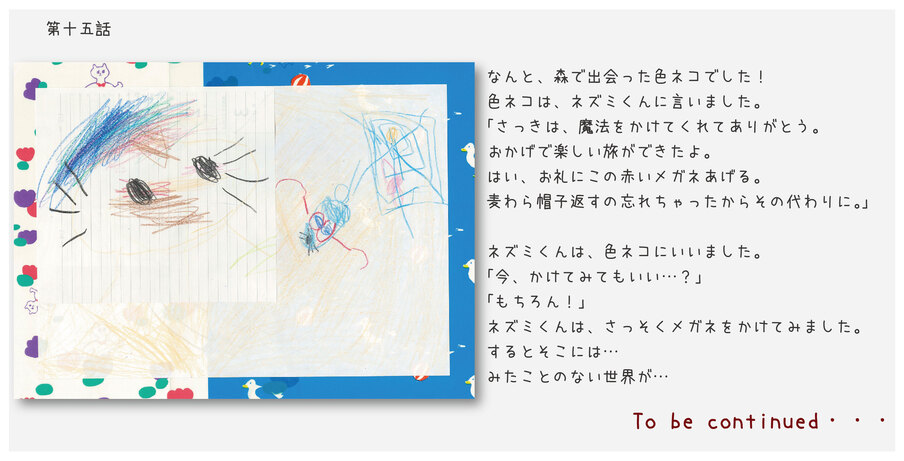 第十五話
なんと、森で出会った色ネコでした！
色ネコは、ネズミくんに言いました。
「さっきは、魔法をかけてくれてありがとう。
おかげで楽しい旅ができたよ。
はい、お礼にこの赤いメガネあげる。
麦わら帽子返すの忘れちゃったからその代わりに。」
ネズミくんは、色ネコにいいました。
「今、かけてみてもいい…？」
「もちろん！」
ネズミくんは、さっそくメガネをかけてみました。
するとそこには…
みたことのない世界が…
To be continued・・・